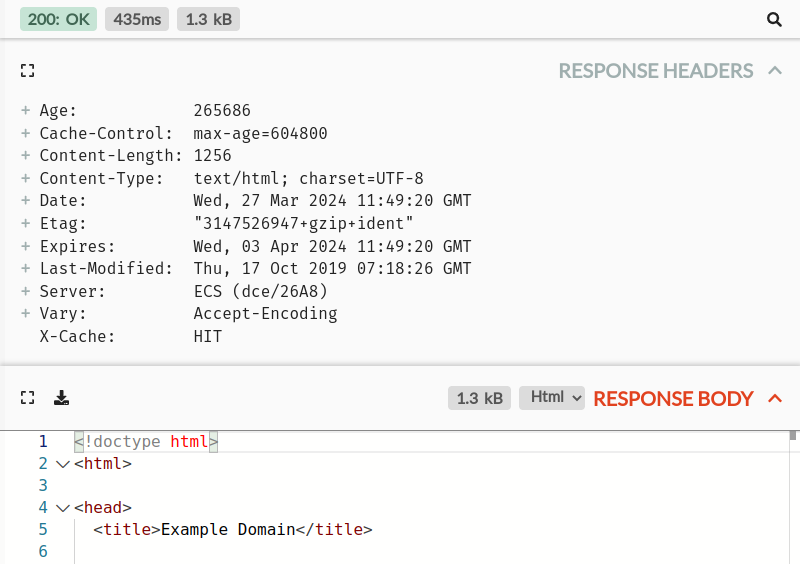 200: OK 435ms 1.3 kB
RESPONSE HEADERS
+ Age: 265686
+ Cache-Control: max-age=604800
+ Content-Length: 1256
+ Content-Type: text/html; charset=UTF-8
+ Date: Wed, 27 Mar 2024 11:49:20 GMT
+ Etag: "3147526947+gzip+ident"
+ Expires: Wed, 03 Apr 2024 11:49:20 GMT
+ Last-Modified: Thu, 17 Oct 2019 07:18:26 GMT
+ Server: ECS (dce/26A8)
+ Vary: Accept-Encoding
X-Cache: HIT
1.3 kB Html RESPONSE BODY
1 <!doctype html>
2 <html>
3
4 <head>
5 <title>Example Domain</title>
6